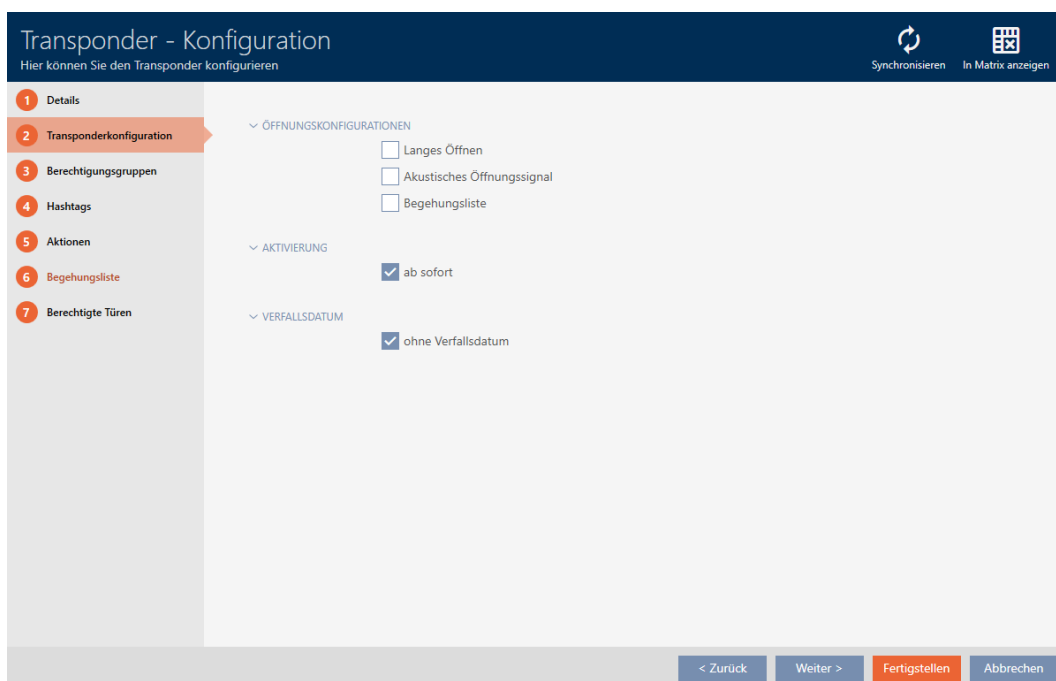 Transponder - Konfiguration
Hier können Sie den Transponder konfigurieren
Synchronisieren
In Matrix anzeigen
1 Details
2 Transponderkonfiguration
3 Berechtigungsgruppen
4 Hashtags
5 Aktionen
6 Begehungsliste
7 Berechtigte Türen
ÖFFNUNGSKONFIGURATIONEN
Langes Öffnen
Akustisches Öffnungssignal
Begehungsliste
AKTIVIERUNG
ab sofort
VERFALLSDATUM
ohne Verfallsdatum
< Zurück
Weiter >
Fertigstellen
Abbrechen